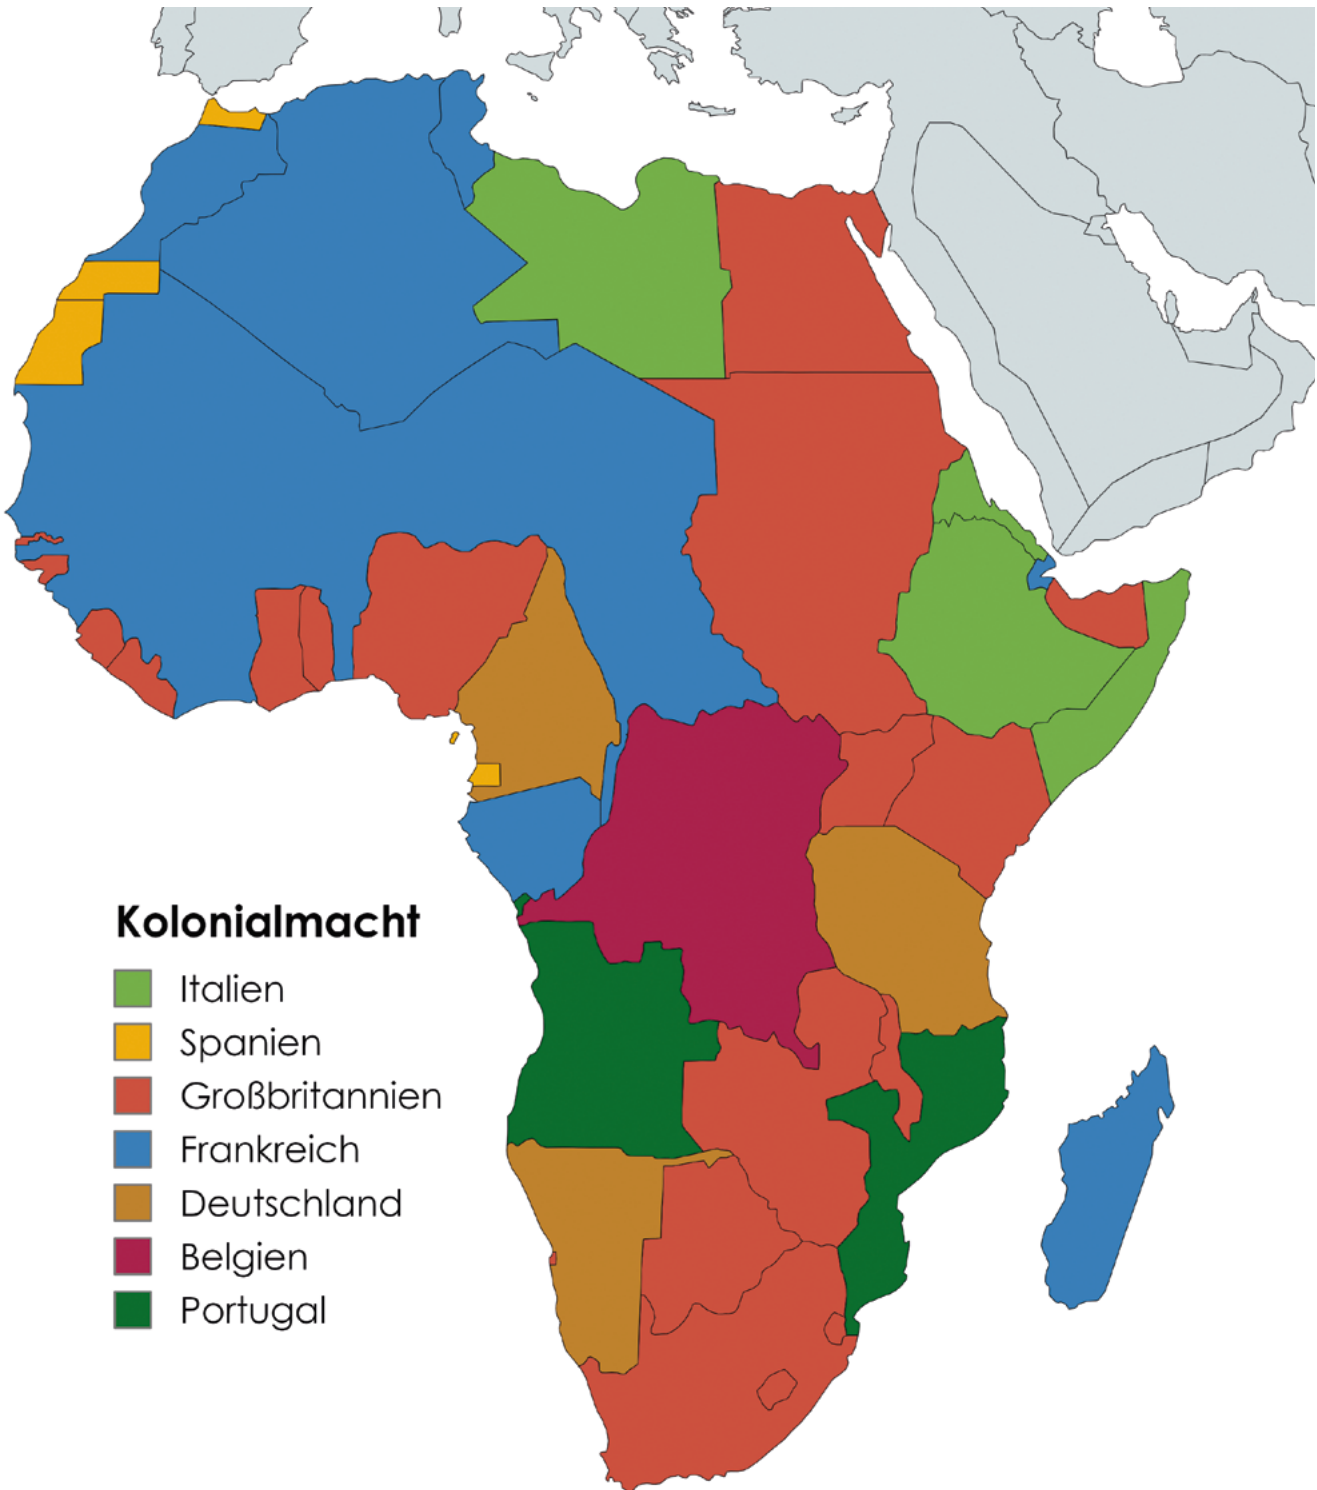 Kolonialmacht
Italien
Spanien
Großbritannien
Frankreich
Deutschland
Belgien
Portugal